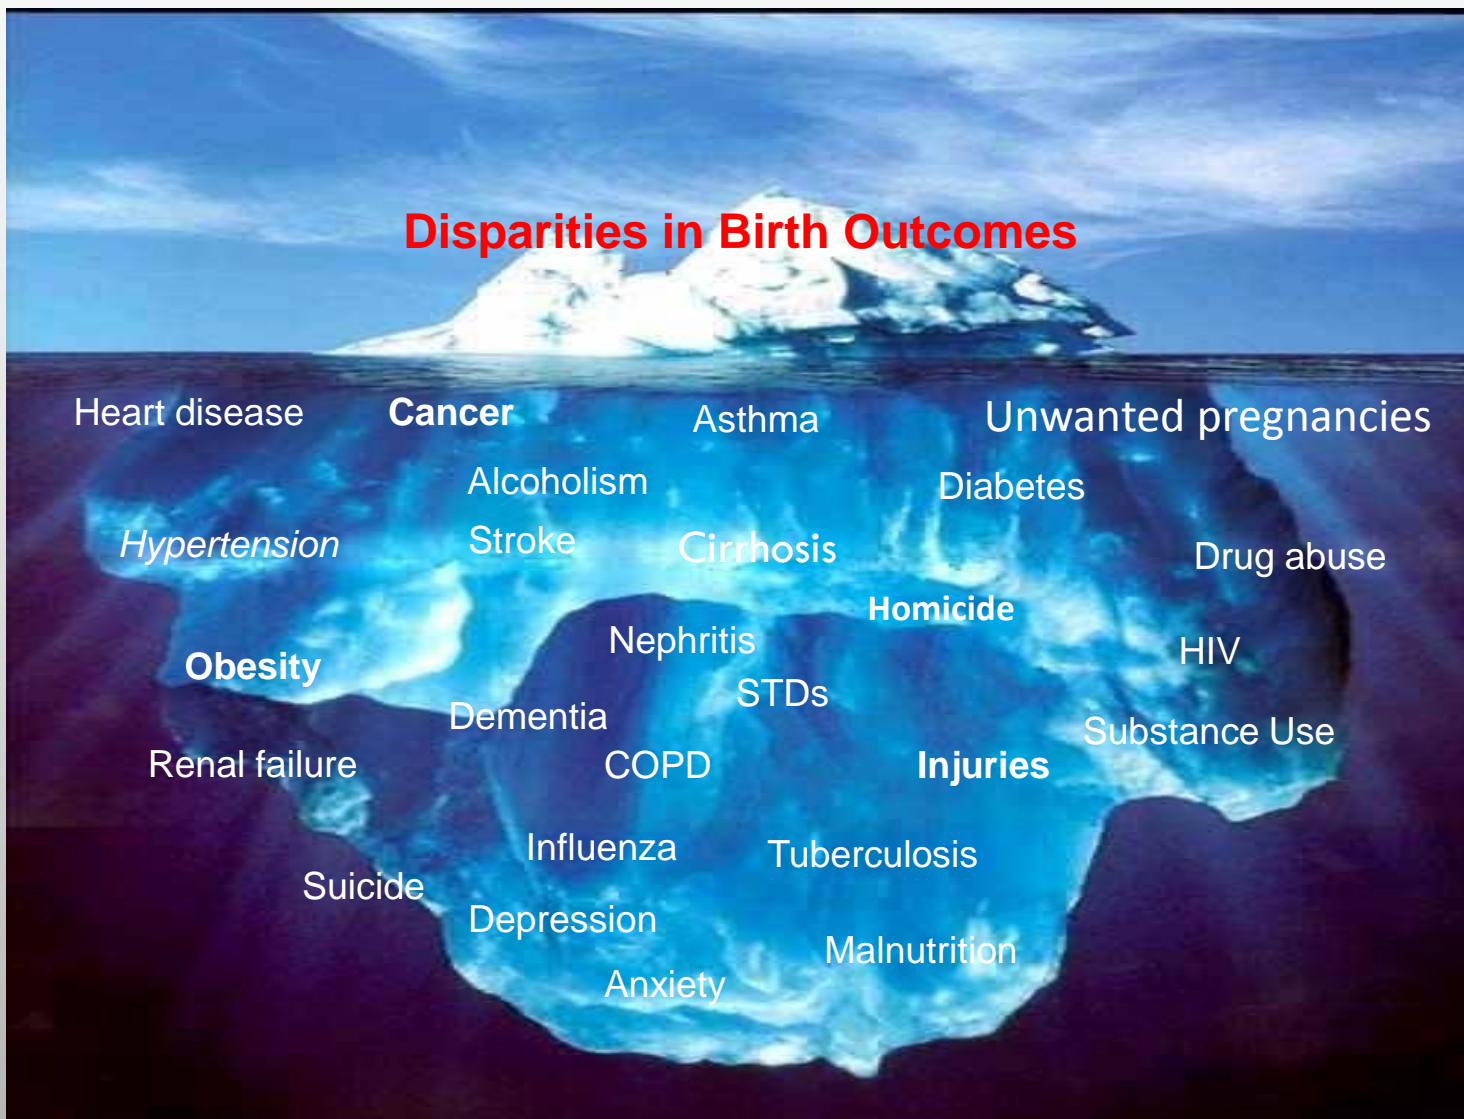 Disparities in Birth Outcomes
Heart disease Cancer Asthma Unwanted pregnancies
Alcoholism Diabetes
Hypertension Stroke Cirrhosis Drug abuse
Homicide
Nephritis HIV
Obesity
STDs
Dementia Substance Use
Renal failure COPD Injuries
Influenza Tuberculosis
Suicide
Depression
Malnutrition
Anxiety